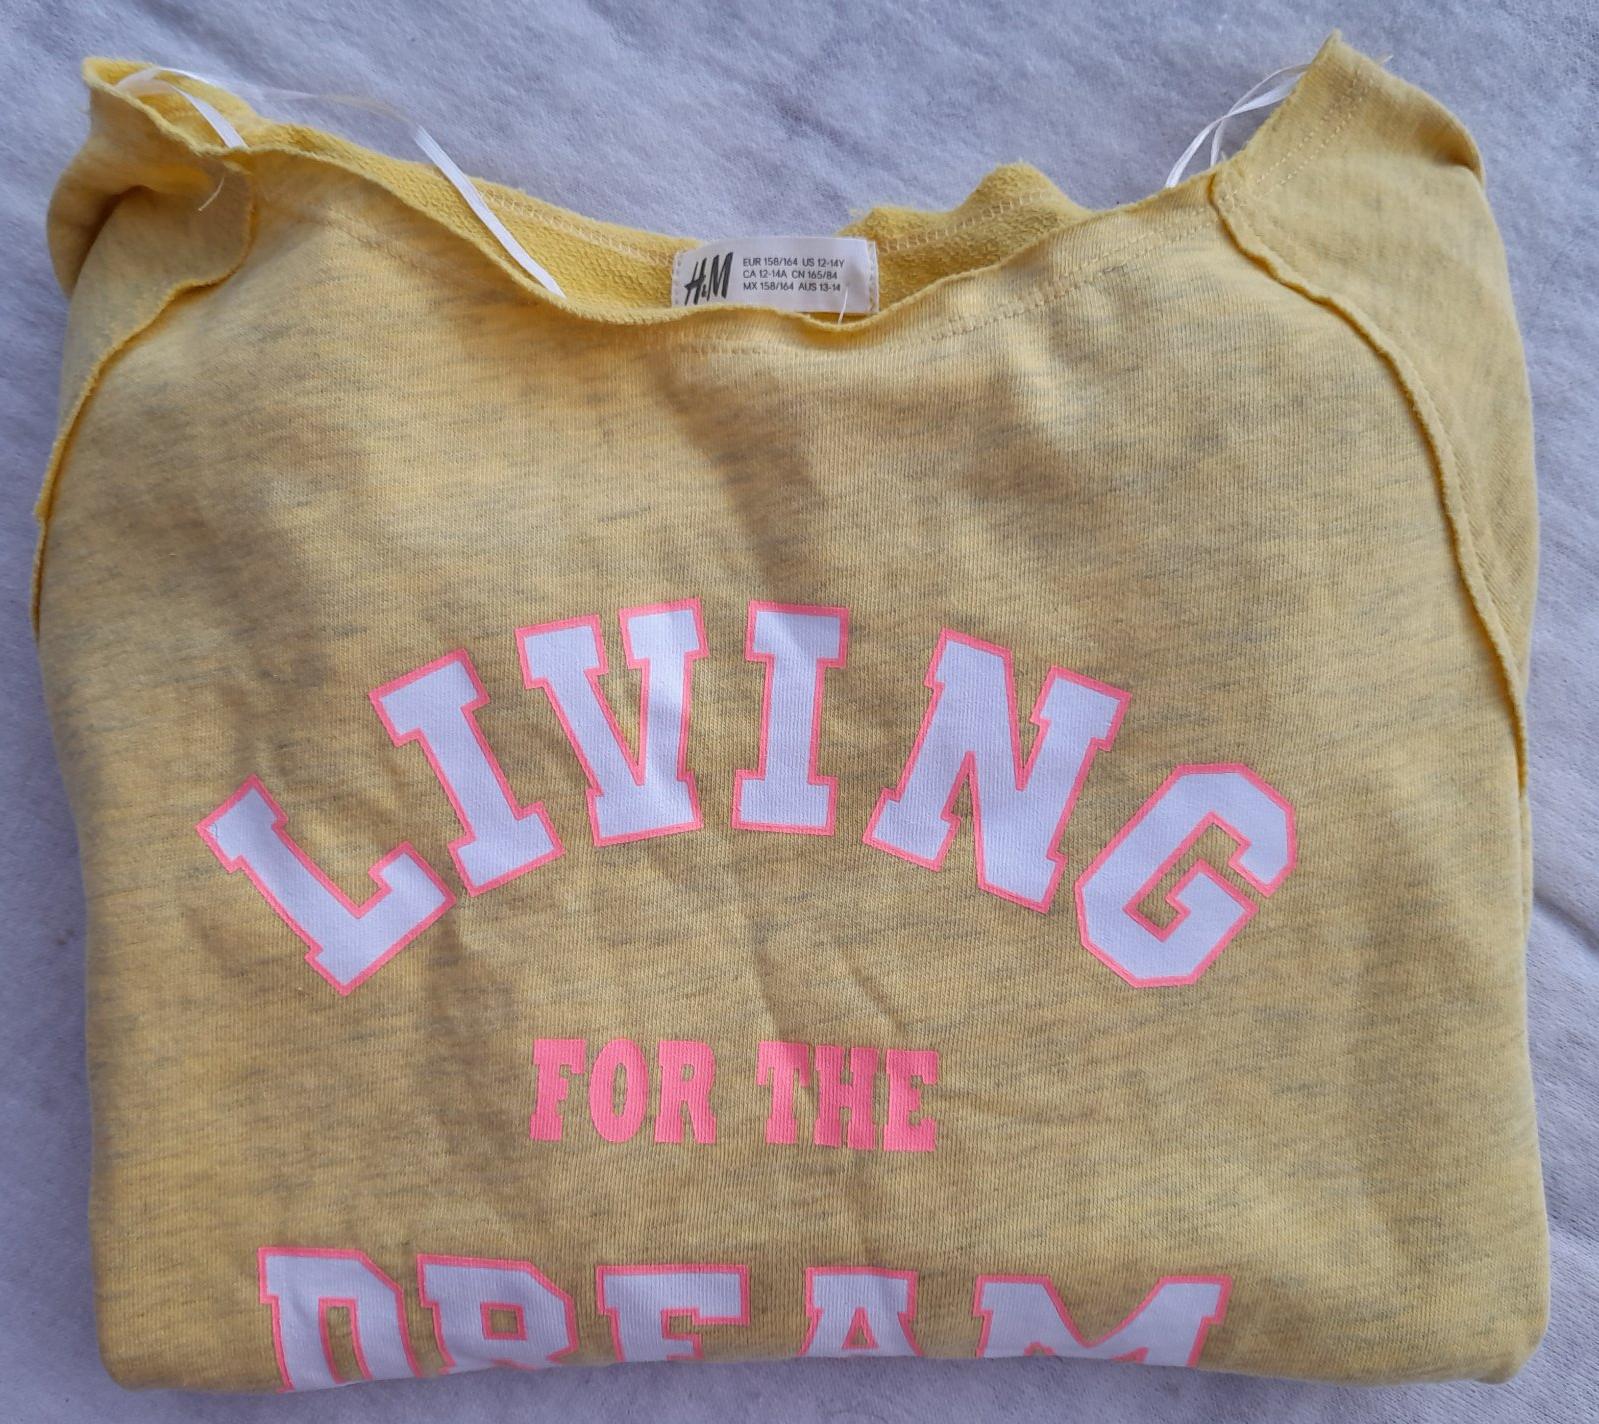 H&M
EUR 158/164 US 12-14Y
CA 12-14A CN 165/84
MX 158/164 AUS 13-14
LIVING
FOR THE
DREAM